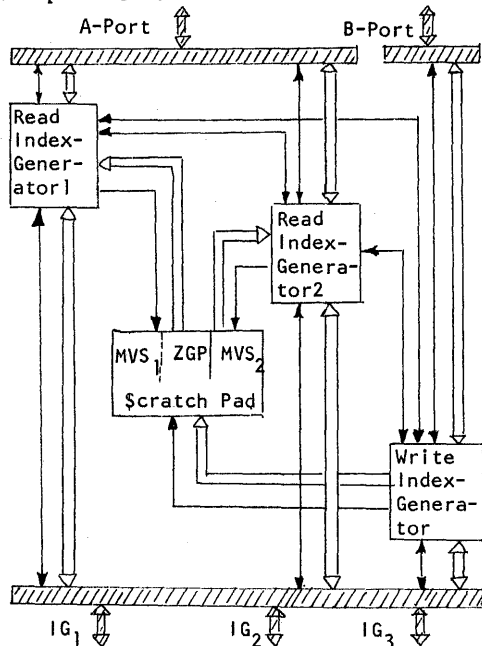 A-Port
B-Port
Read
Index-
Gener-
ator1
Read
Index-
Genera-
tor2
MVS1 ZGP MVS2
$cratch Pad
Write
Index-
Genera-
tor
IG1 IG2 IG3